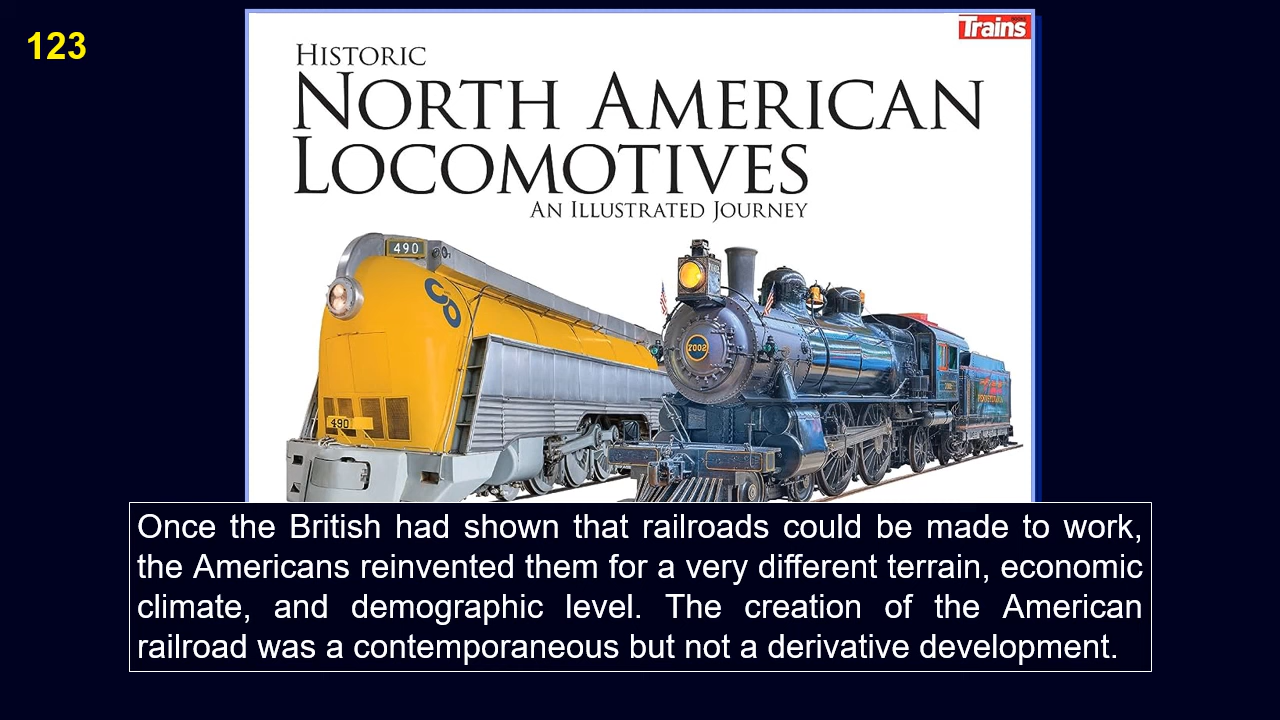 123
Trains
HISTORIC
NORTH AMERICAN
LOCOMOTIVES
AN ILLUSTRATED JOURNEY
490
CO
7002
490
Once the British had shown that railroads could be made to work,
the Americans reinvented them for a very different terrain, economic
climate, and demographic level. The creation of the American
railroad was a contemporaneous but not a derivative development.